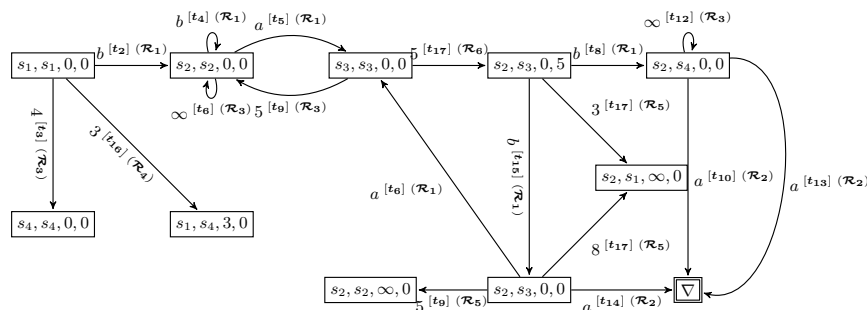 b [t₂] (R₁)
b [t₄] (R₁)
a [t₅] (R₁)
5 [t₁₇] (R₆)
b [t₈] (R₁)
∞ [t₁₂] (R₃)
s₁, s₁, 0, 0
s₂, s₂, 0, 0
s₃, s₃, 0, 0
s₂, s₃, 0, 5
s₂, s₄, 0, 0
∞ [t₆] (R₃)
5 [t₉] (R₃)
4 [t₃] (R₃)
3 [t₁₆] (R₄)
3 [t₁₇] (R₅)
b [t₁₅] (R₁)
a [t₆] (R₁)
s₂, s₁, ∞, 0
a [t₁₀] (R₂)
a [t₁₃] (R₂)
s₄, s₄, 0, 0
s₁, s₄, 3, 0
8 [t₁₇] (R₅)
s₂, s₂, ∞, 0
s₂, s₃, 0, 0
∇
5 [t₉] (R₅)
a [t₁₄] (R₂)